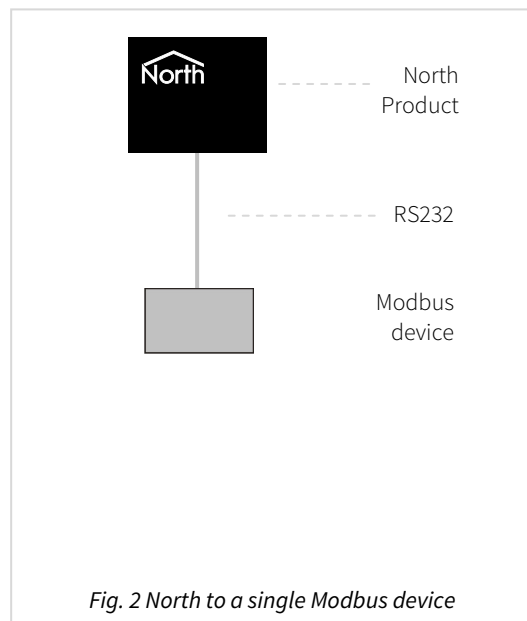 North
North
Product
RS232
Modbus
device
Fig. 2 North to a single Modbus device